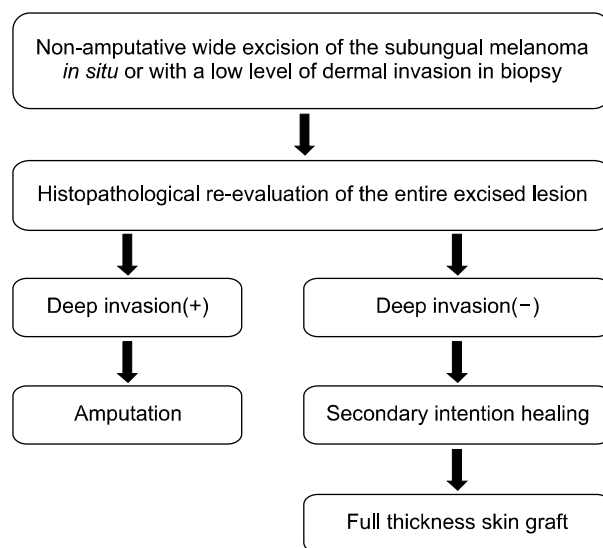 Non-amputative wide excision of the subungual melanoma
in situ or with a low level of dermal invasion in biopsy
Histopathological re-evaluation of the entire excised lesion
Deep invasion(+)
Deep invasion(−)
Amputation
Secondary intention healing
Full thickness skin graft